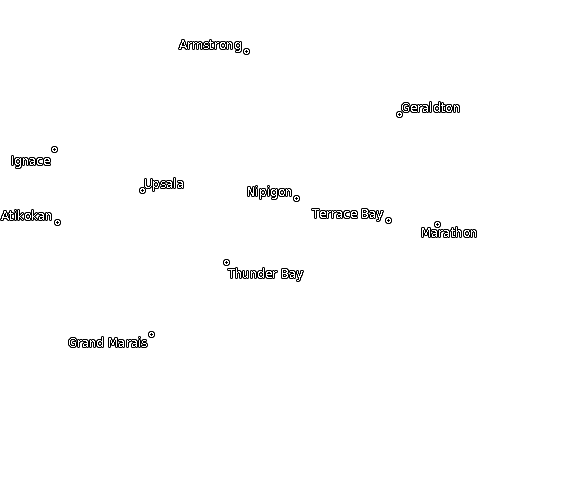 Armstrong
Geraldton
Ignace
Upsala
Nipigon
Atikokan
Terrace Bay
Marathon
Thunder Bay
Grand Marais